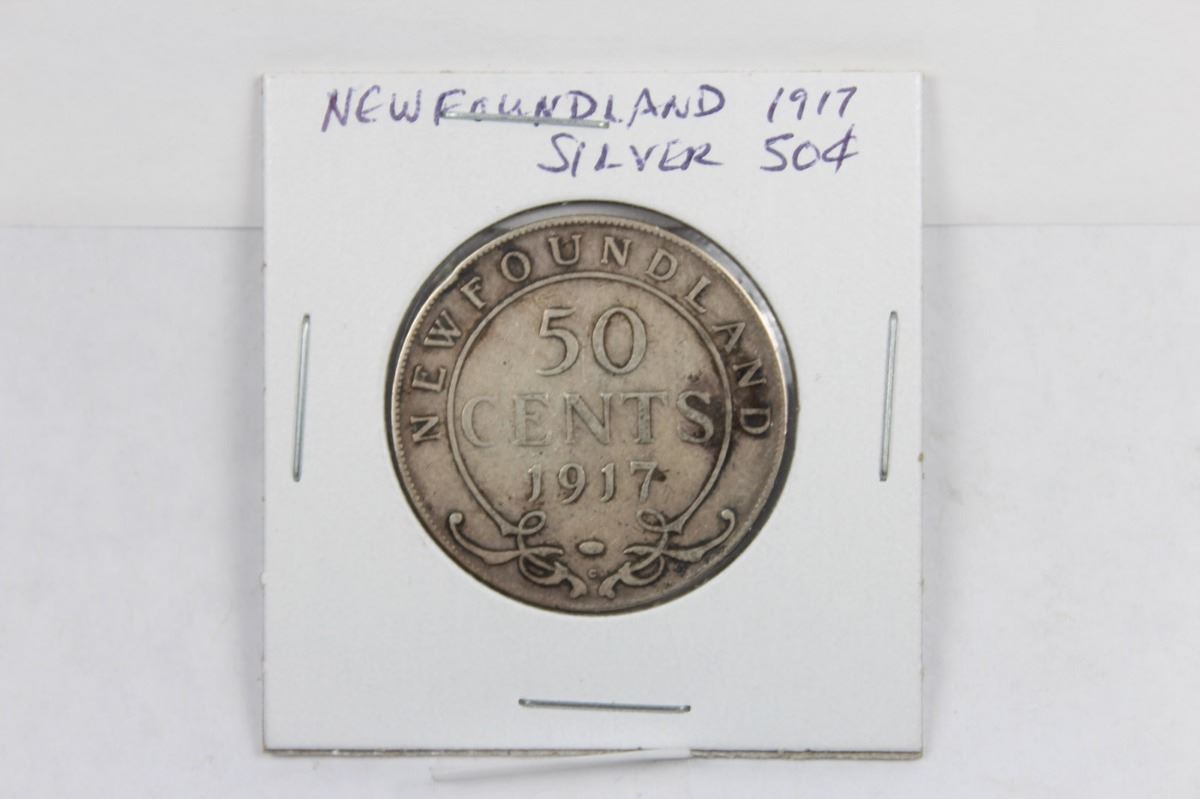 NEWFOUNDLAND 1917
SILVER 50¢
NEWFOUNDLAND
50
CENTS
1917
C